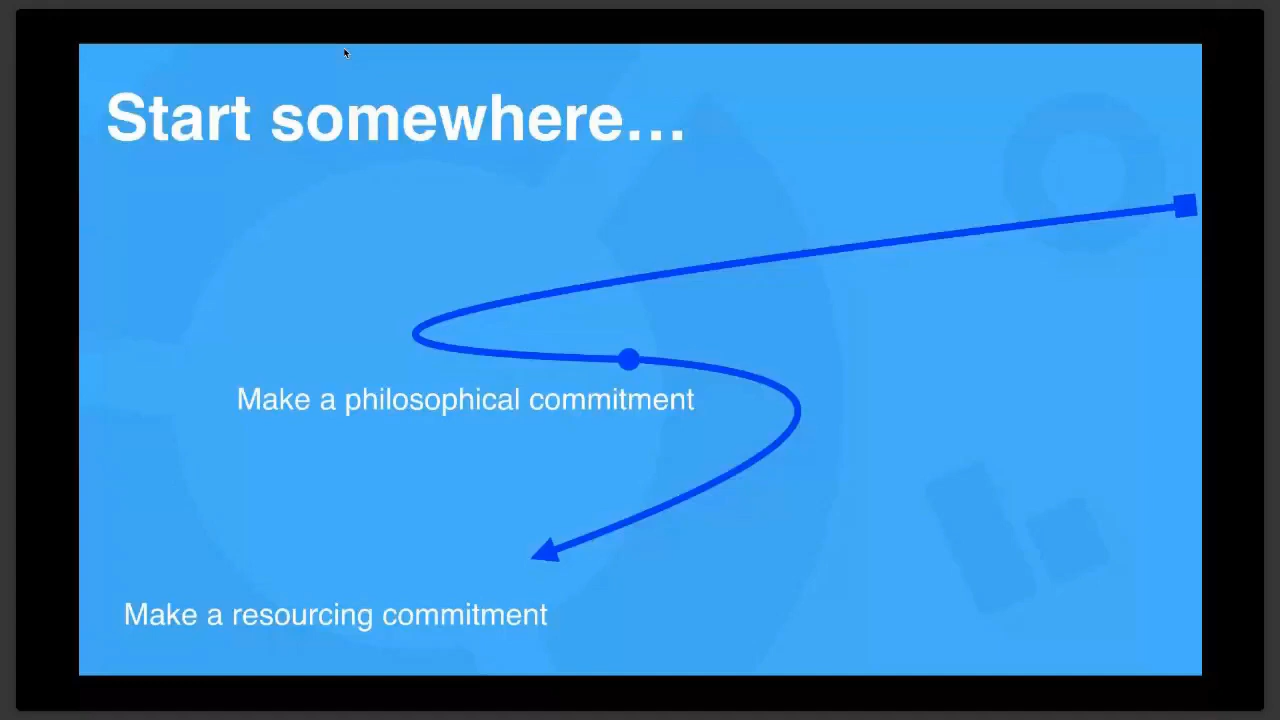 Start somewhere…
Make a philosophical commitment
Make a resourcing commitment